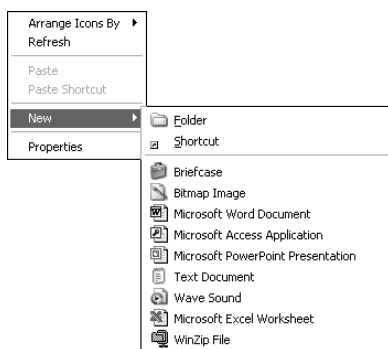 Arrange Icons By
Refresh
Paste
Paste Shortcut
New
Properties
Folder
Shortcut
Briefcase
Bitmap Image
Microsoft Word Document
Microsoft Access Application
Microsoft PowerPoint Presentation
Text Document
Wave Sound
Microsoft Excel Worksheet
WinZip File